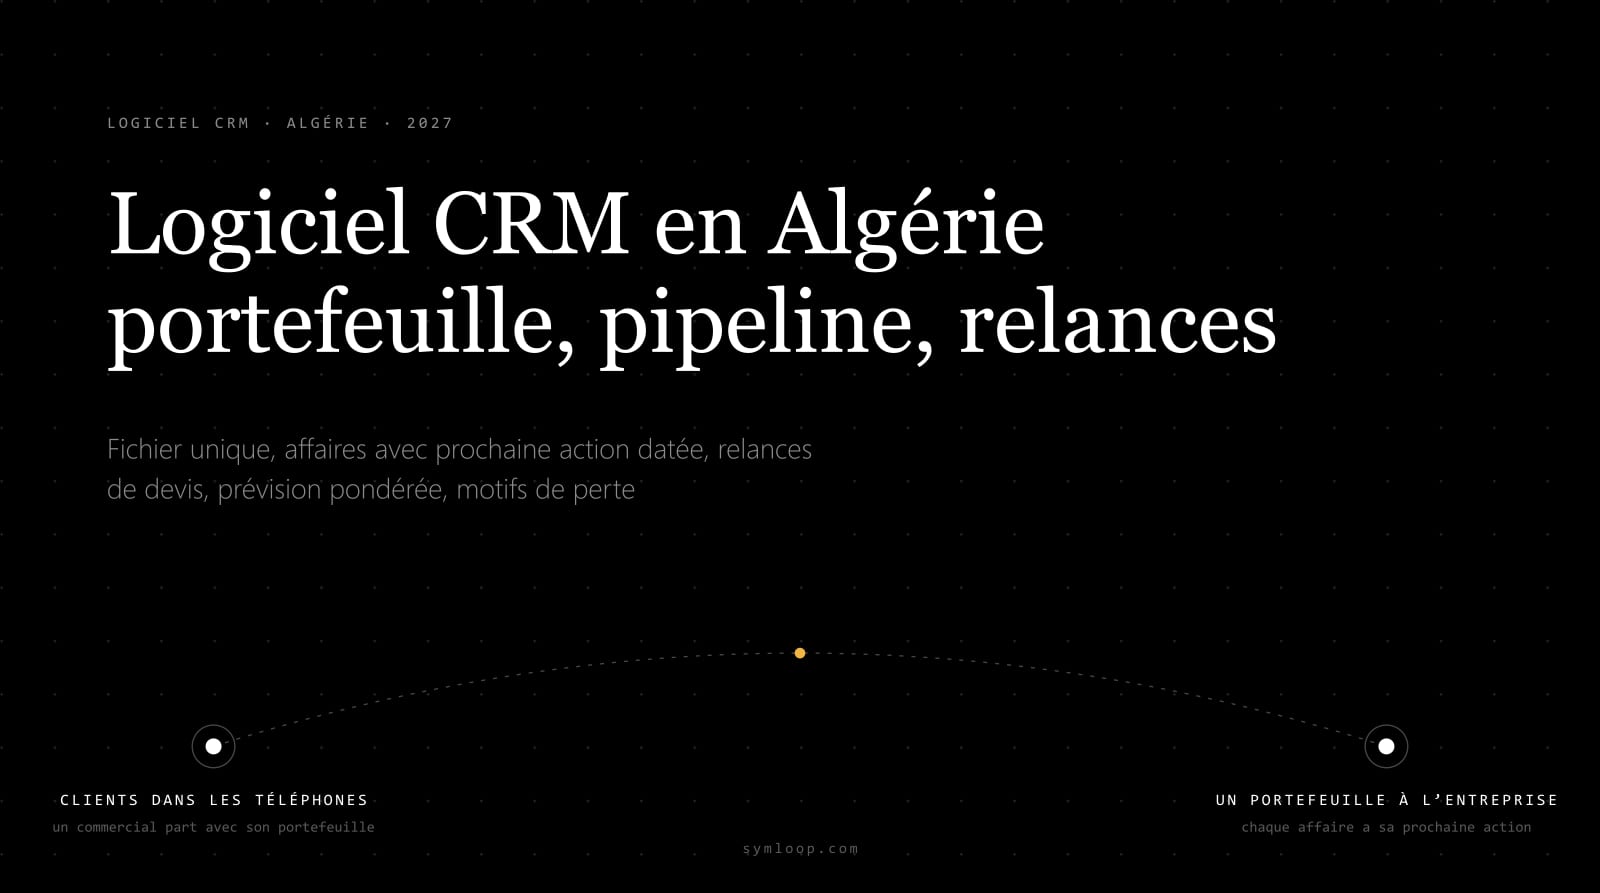 LOGICIEL CRM · ALGÉRIE · 2027
Logiciel CRM en Algérie
portefeuille, pipeline, relances
Fichier unique, affaires avec prochaine action datée, relances
de devis, prévision pondérée, motifs de perte
CLIENTS DANS LES TÉLÉPHONES
un commercial part avec son portefeuille
UN PORTEFEUILLE À L’ENTREPRISE
chaque affaire a sa prochaine action
symloop.com